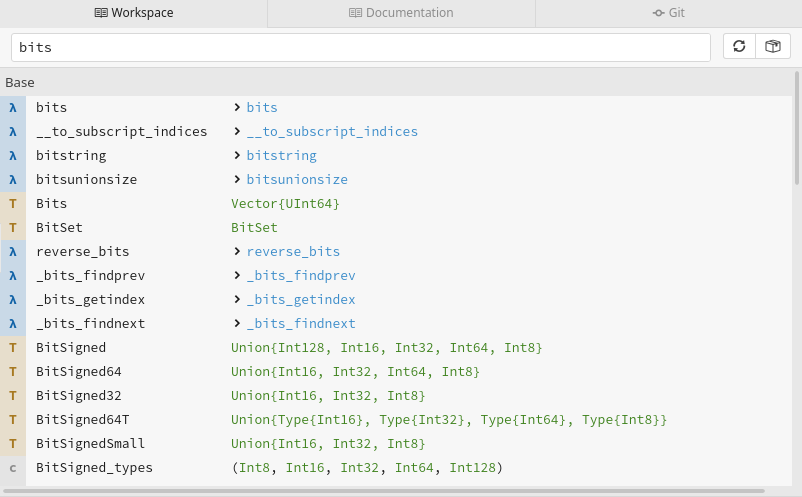 Workspace Documentation Git
bits
Base
λ bits > bits
λ __to_subscript_indices > __to_subscript_indices
λ bitstring > bitstring
λ bitsunionsize > bitsunionsize
T Bits Vector{UInt64}
T BitSet BitSet
λ reverse_bits > reverse_bits
λ _bits_findprev > _bits_findprev
λ _bits_getindex > _bits_getindex
λ _bits_findnext > _bits_findnext
T BitSigned Union{Int128, Int16, Int32, Int64, Int8}
T BitSigned64 Union{Int16, Int32, Int64, Int8}
T BitSigned32 Union{Int16, Int32, Int8}
T BitSigned64T Union{Type{Int16}, Type{Int32}, Type{Int64}, Type{Int8}}
T BitSignedSmall Union{Int16, Int32, Int8}
c BitSigned_types (Int8, Int16, Int32, Int64, Int128)